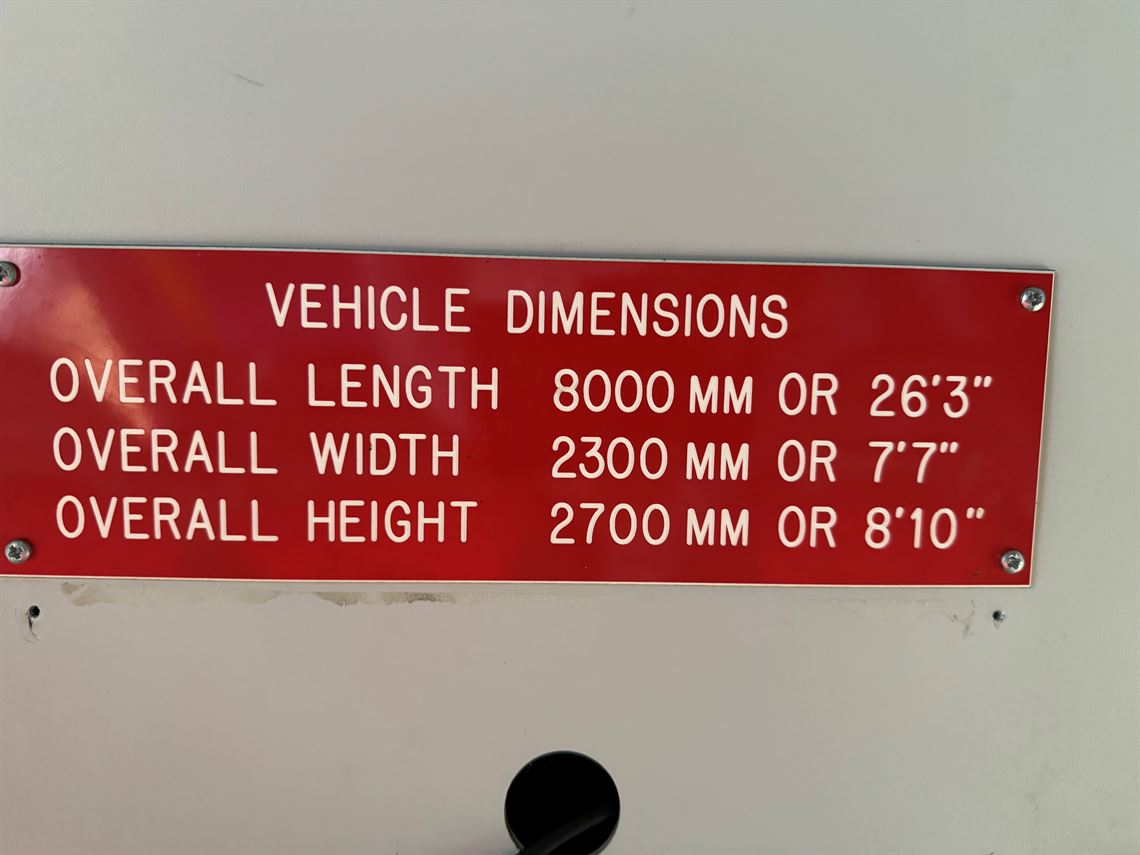 VEHICLE DIMENSIONS
OVERALL LENGTH 8000 MM OR 26'3"
OVERALL WIDTH 2300 MM OR 7'7"
OVERALL HEIGHT 2700 MM OR 8'10"